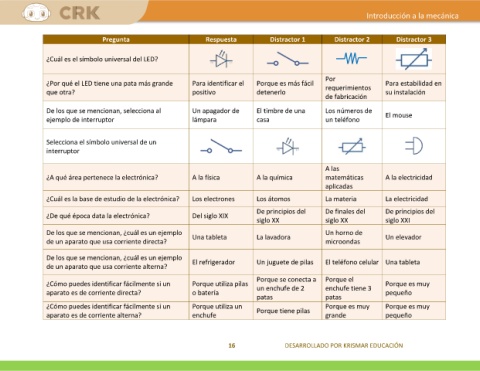 CRK
Introducción a la mecánica
Pregunta Respuesta Distractor 1 Distractor 2 Distractor 3
¿Cuál es el símbolo universal del LED?
¿Por qué el LED tiene una pata más grande
que otra?
Para identificar el
positivo
Porque es más fácil
detenerlo
Por
requerimientos
de fabricación
Para estabilidad en
su instalación
De los que se mencionan, selecciona al
ejemplo de interruptor
Un apagador de
lámpara
El timbre de una
casa
Los números de
un teléfono
El mouse
Selecciona el símbolo universal de un
interruptor
¿A qué área pertenece la electrónica?
A la física
A la química
A las
matemáticas
aplicadas
A la electricidad
¿Cuál es la base de estudio de la electrónica?
Los electrones
Los átomos
La materia
La electricidad
¿De qué época data la electrónica?
Del siglo XIX
De principios del
siglo XX
De finales del
siglo XX
De principios del
siglo XXI
De los que se mencionan, ¿cuál es un ejemplo
de un aparato que usa corriente directa?
Una tableta
La lavadora
Un horno de
microondas
Un elevador
De los que se mencionan, ¿cuál es un ejemplo
de un aparato que usa corriente alterna?
El refrigerador
Un juguete de pilas
El teléfono celular
Una tableta
¿Cómo puedes identificar fácilmente si un
aparato es de corriente directa?
Porque utiliza pilas
o batería
Porque se conecta a
un enchufe de 2
patas
Porque el
enchufe tiene 3
patas
Porque es muy
pequeño
¿Cómo puedes identificar fácilmente si un
aparato es de corriente alterna?
Porque utiliza un
enchufe
Porque tiene pilas
Porque es muy
grande
Porque es muy
pequeño
16 DESARROLLADO POR KRISMAR EDUCACIÓN